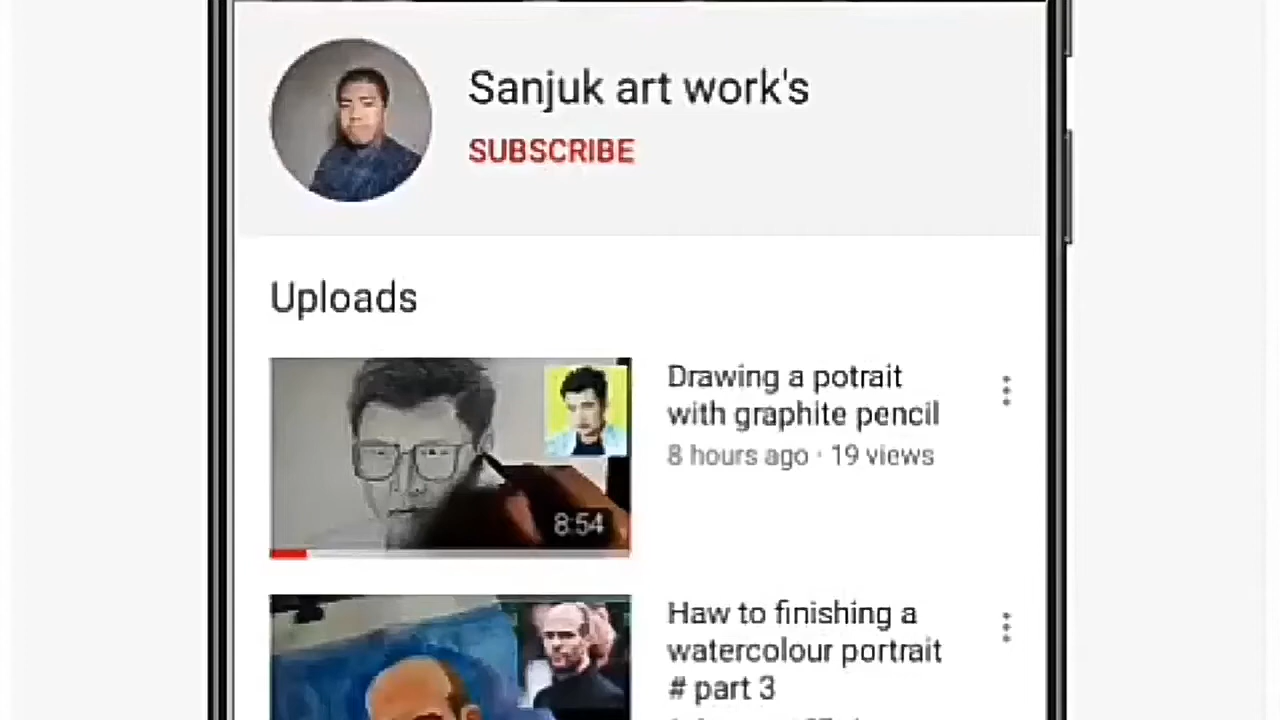 Sanjuk art work's
SUBSCRIBE
Uploads
Drawing a potrait
with graphite pencil
8 hours ago · 19 views
8:54
Haw to finishing a
watercolour portrait
# part 3